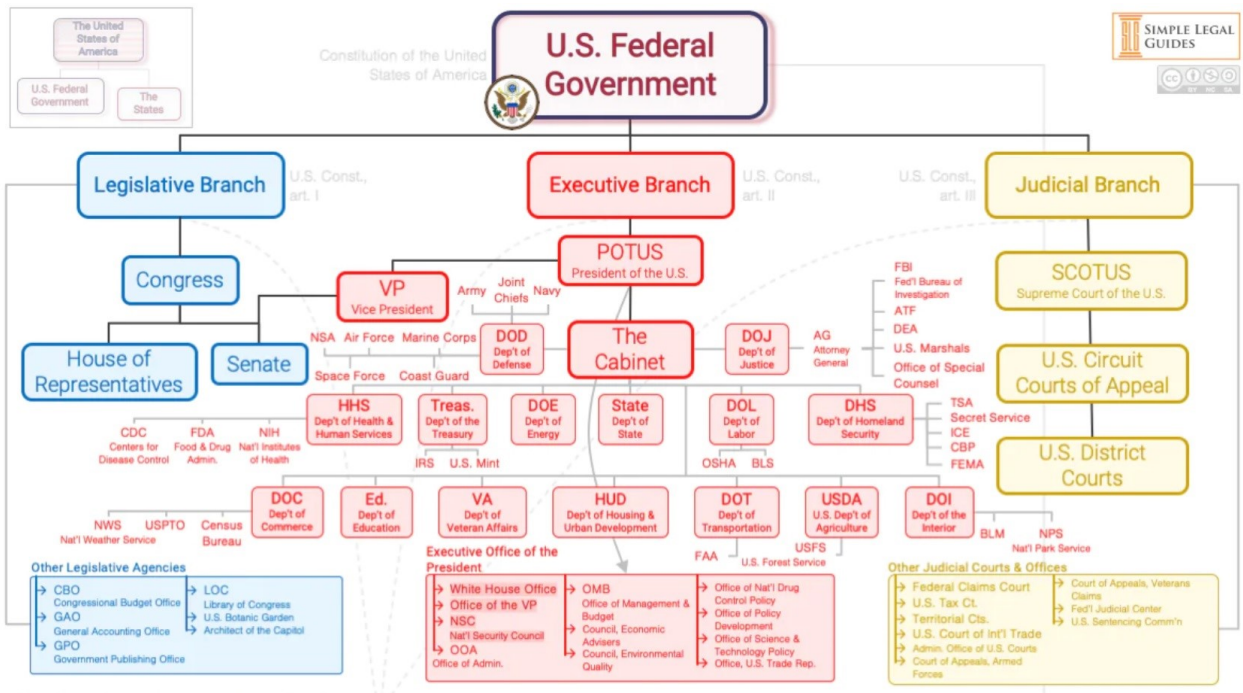 The United
States of
America
U.S. Federal
Government
The
States
Constitution of the United
States of America
U.S. Federal
Government
SIMPLE LEGAL
GUIDES
cc
BY NC SA
Legislative Branch
U.S. Const.,
art. I
Executive Branch
U.S. Const.,
art. II
U.S. Const.,
art. III
Judicial Branch
Congress
House of
Representatives
Senate
POTUS
President of the U.S.
VP
Vice President
The
Cabinet
Army
Joint
Chiefs
Navy
NSA
Air Force
Marine Corps
Space Force
Coast Guard
DOD
Dep't of
Defense
DOJ
Dep't of
Justice
AG
Attorney
General
FBI
Fed'l Bureau of
Investigation
ATF
DEA
U.S. Marshals
Office of Special
Counsel
SCOTUS
Supreme Court of the U.S.
U.S. Circuit
Courts of Appeal
U.S. District
Courts
HHS
Dep't of Health &
Human Services
CDC
Centers for
Disease Control
FDA
Food & Drug
Admin.
NIH
Nat'l Institutes
of Health
Treas.
Dep't of the
Treasury
IRS
U.S. Mint
DOE
Dep't of
Energy
State
Dep't of
State
DOL
Dep't of
Labor
OSHA
BLS
DHS
Dep't of Homeland
Security
TSA
Secret Service
ICE
CBP
FEMA
DOC
Dep't of
Commerce
NWS
Nat'l Weather Service
USPTO
Census
Bureau
Ed.
Dep't of
Education
VA
Dep't of
Veteran Affairs
HUD
Dep't of Housing &
Urban Development
DOT
Dep't of
Transportation
FAA
USDA
U.S. Dep't of
Agriculture
USFS
U.S. Forest Service
DOI
Dep't of the
Interior
BLM
NPS
Nat'l Park Service
Other Legislative Agencies
CBO
Congressional Budget Office
GAO
General Accounting Office
GPO
Government Publishing Office
LOC
Library of Congress
U.S. Botanic Garden
Architect of the Capitol
Executive Office of the
President
White House Office
Office of the VP
NSC
Nat'l Security Council
OOA
Office of Admin.
OMB
Office of Management &
Budget
Council, Economic
Advisers
Council, Environmental
Quality
Office of Nat'l Drug
Control Policy
Office of Policy
Development
Office of Science &
Technology Policy
Office, U.S. Trade Rep.
Other Judicial Courts & Offices
Federal Claims Court
U.S. Tax Ct.
Territorial Cts.
U.S. Court of Int'l Trade
Admin. Office of U.S. Courts
Court of Appeals, Armed
Forces
Court of Appeals, Veterans
Claims
Fed'l Judicial Center
U.S. Sentencing Comm'n